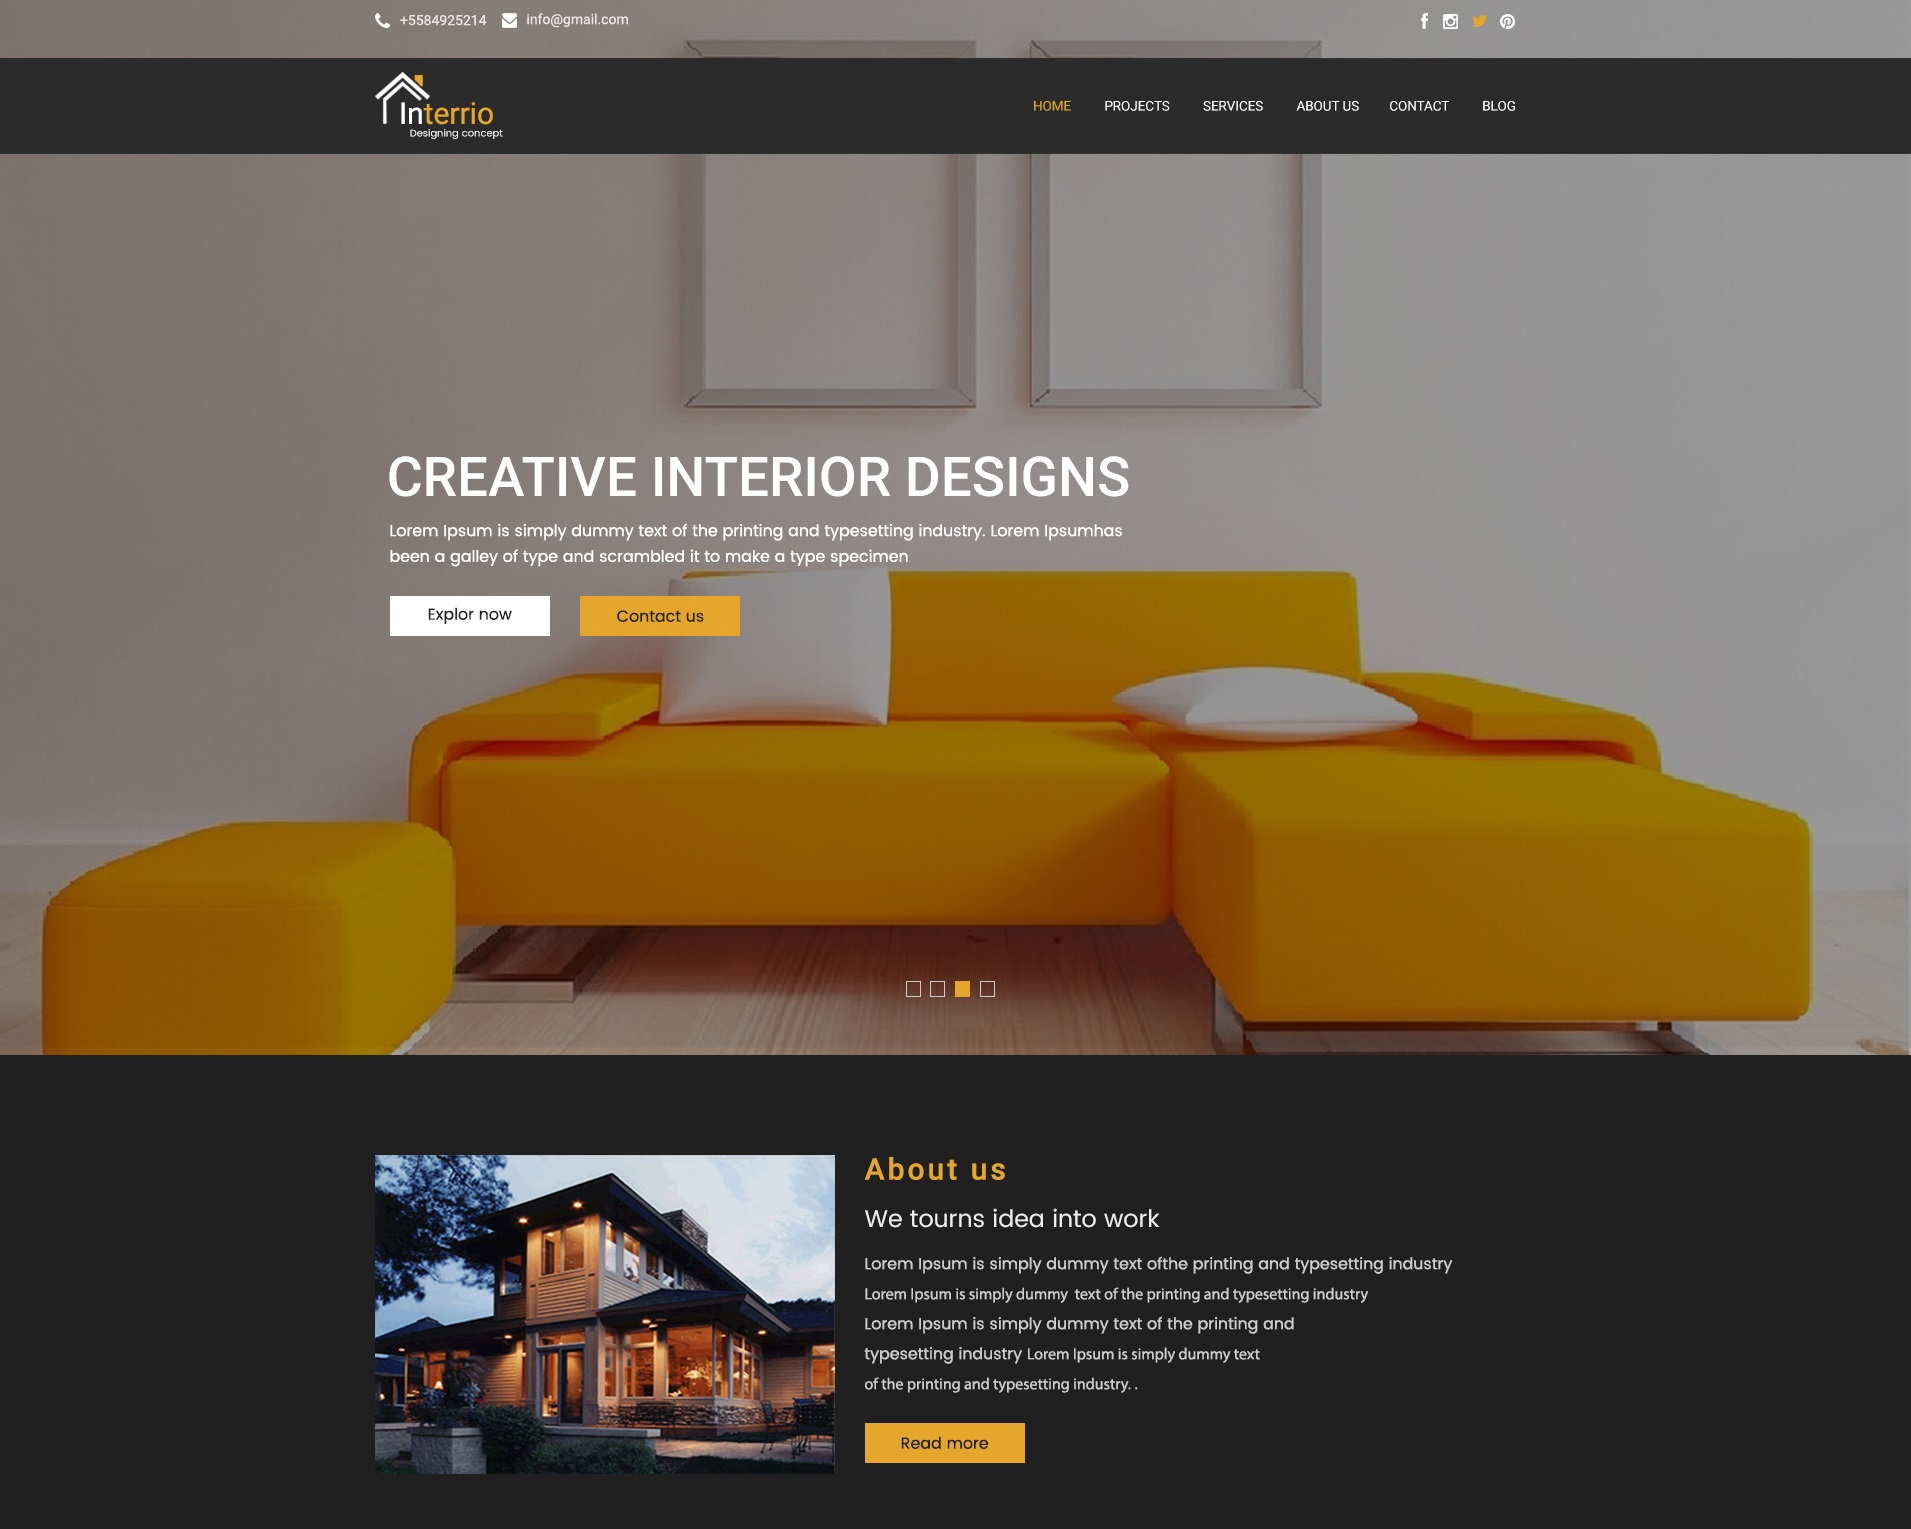 +5584925214 info@gmail.com
Interrio
Designing concept
HOME PROJECTS SERVICES ABOUT US CONTACT BLOG
CREATIVE INTERIOR DESIGNS
Lorem Ipsum is simply dummy text of the printing and typesetting industry. Lorem Ipsumhas
been a galley of type and scrambled it to make a type specimen
Explor now Contact us
About us
We tourns idea into work
Lorem Ipsum is simply dummy text ofthe printing and typesetting industry
Lorem Ipsum is simply dummy text of the printing and typesetting industry
Lorem Ipsum is simply dummy text of the printing and
typesetting industry Lorem Ipsum is simply dummy text
of the printing and typesetting industry. .
Read more